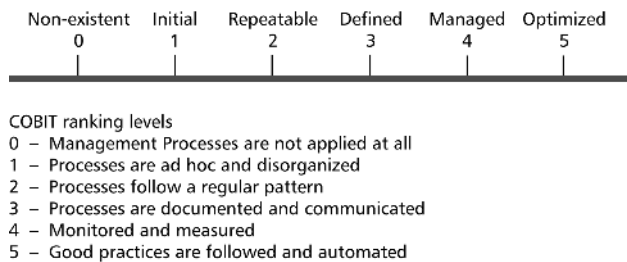 Non-existent Initial Repeatable Defined Managed Optimized
0 1 2 3 4 5
COBIT ranking levels
0 – Management Processes are not applied at all
1 – Processes are ad hoc and disorganized
2 – Processes follow a regular pattern
3 – Processes are documented and communicated
4 – Monitored and measured
5 – Good practices are followed and automated